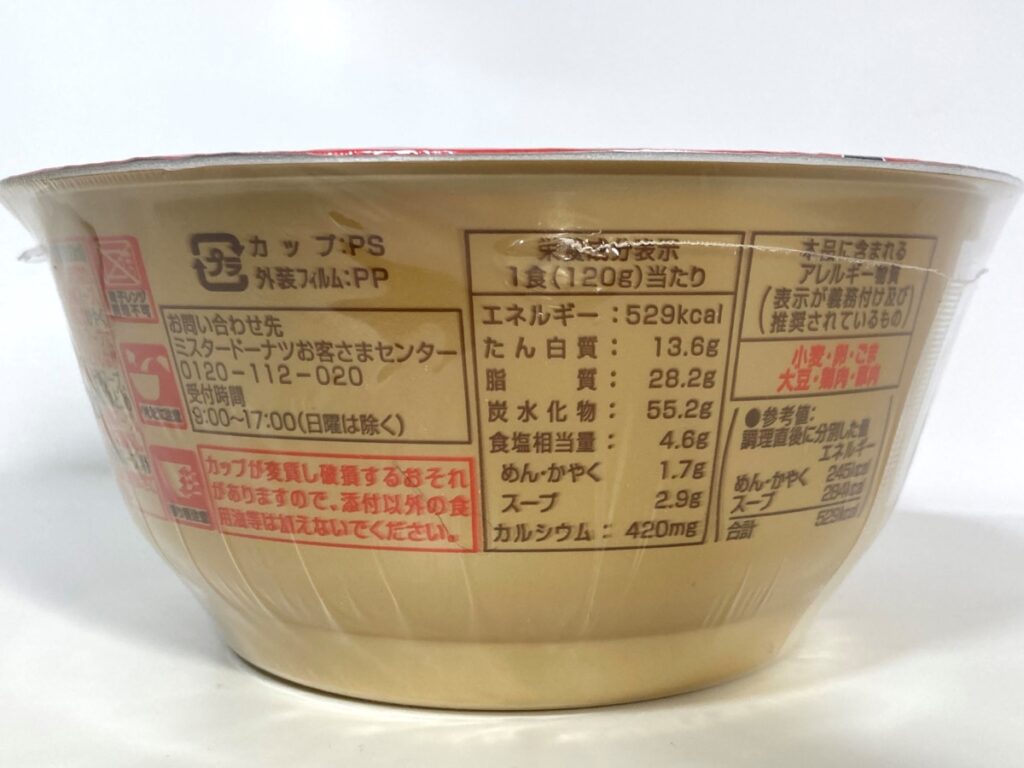 プラ
カップ:PS
外装フィルム:PP
お問い合わせ先
ミスタードーナツお客さまセンター
0120-112-020
受付時間
9:00~17:00(日曜は除く)
カップが変質し破損するおそれ
がありますので、添付以外の食
用油等は加えないでください。
栄養成分表示
1食(120g)当たり
エネルギー:529kcal
たん白質: 13.6g
脂質: 28.2g
炭水化物: 55.2g
食塩相当量: 4.6g
めん・かやく 1.7g
スープ 2.9g
カルシウム: 420mg
本品に含まれる
アレルギー物質
(表示が義務付け及び
推奨されているもの)
小麦・卵・ごま
大豆・鶏肉・豚肉
●参考値:
調理直後に分別した値
エネルギー
めん・かやく 245kcal
スープ 284kcal
合計 529kcal